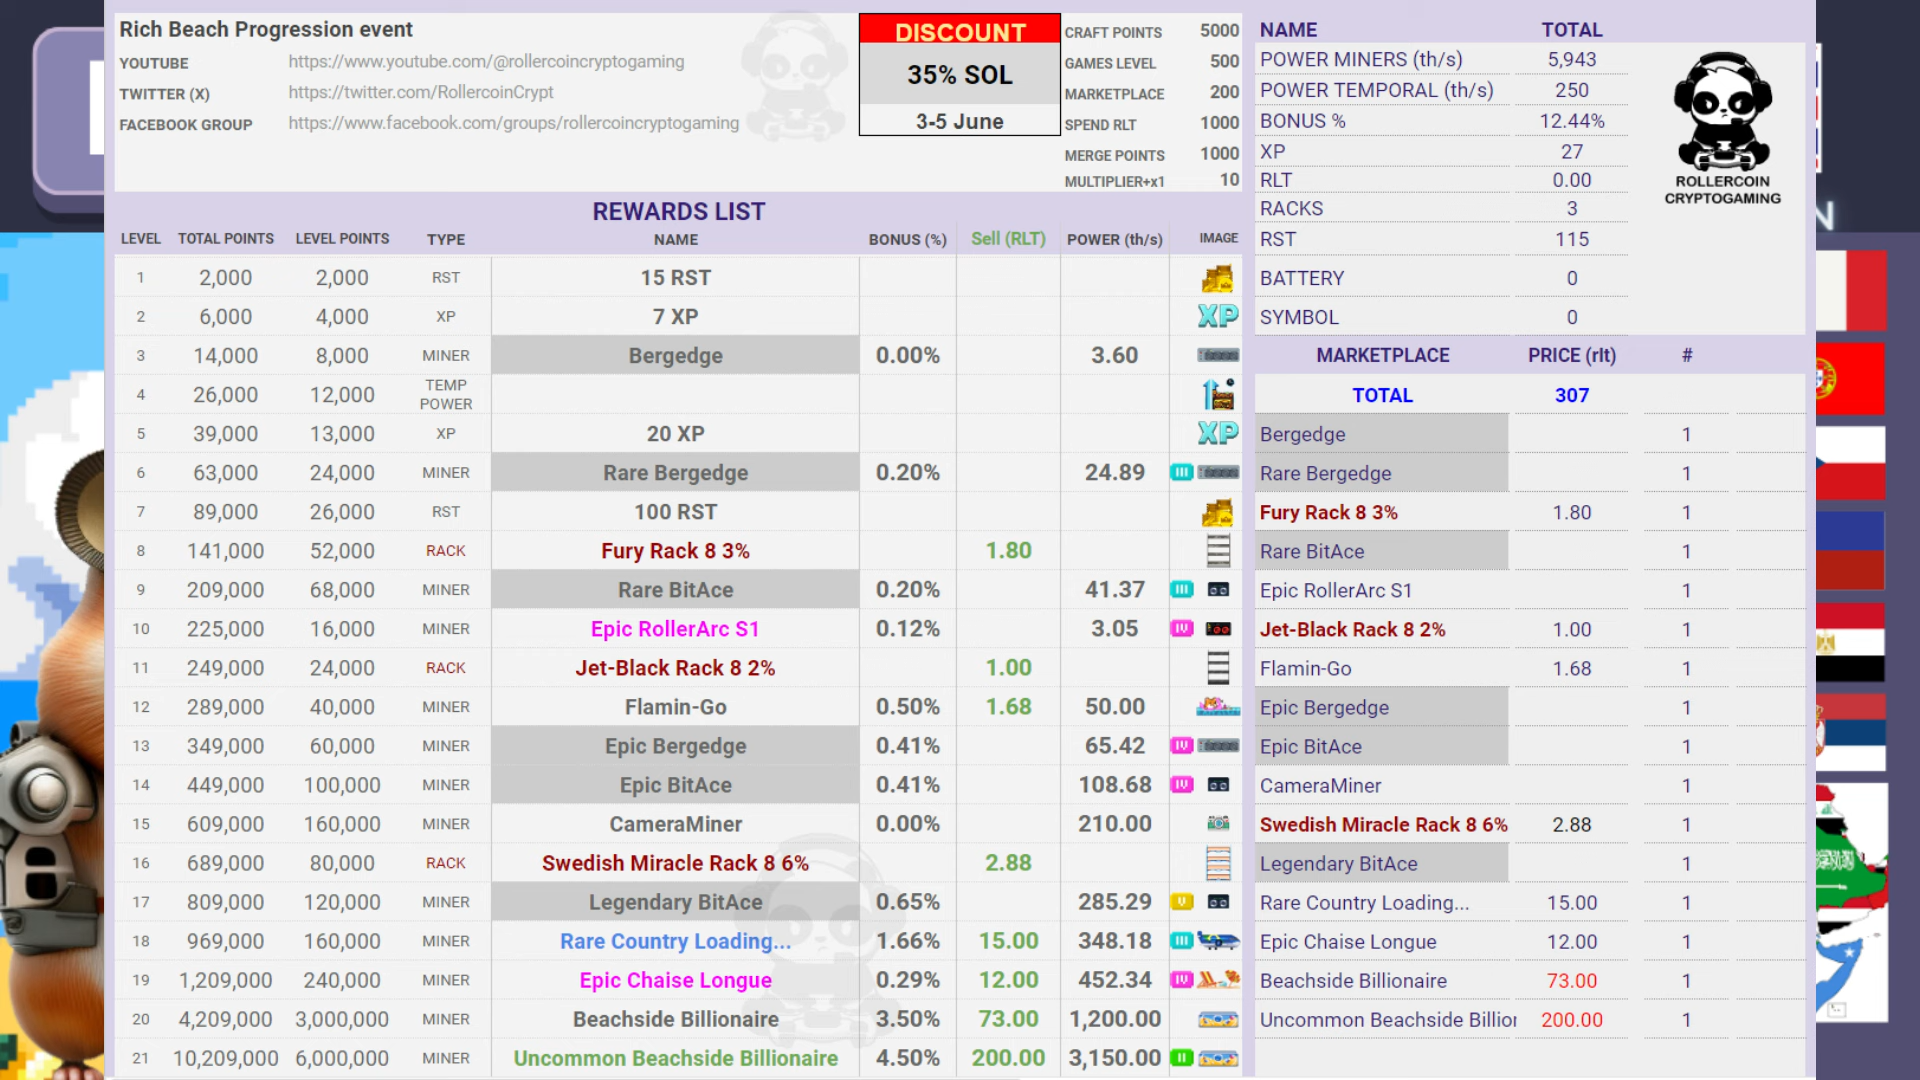 Rich Beach Progression event
YOUTUBE https://www.youtube.com/@rollercoincryptogaming
TWITTER (X) https://twitter.com/RollercoinCrypt
FACEBOOK GROUP https://www.facebook.com/groups/rollercoincryptogaming
DISCOUNT
35% SOL
3-5 June
CRAFT POINTS 5000
GAMES LEVEL 500
MARKETPLACE 200
SPEND RLT 1000
MERGE POINTS 1000
MULTIPLIER+x1 10
REWARDS LIST
LEVEL TOTAL POINTS LEVEL POINTS TYPE NAME BONUS (%) Sell (RLT) POWER (th/s) IMAGE
1 2,000 2,000 RST 15 RST
2 6,000 4,000 XP 7 XP XP
3 14,000 8,000 MINER Bergedge 0.00% 3.60
4 26,000 12,000 TEMP POWER
5 39,000 13,000 XP 20 XP XP
6 63,000 24,000 MINER Rare Bergedge 0.20% 24.89 III
7 89,000 26,000 RST 100 RST
8 141,000 52,000 RACK Fury Rack 8 3% 1.80
9 209,000 68,000 MINER Rare BitAce 0.20% 41.37 III
10 225,000 16,000 MINER Epic RollerArc S1 0.12% 3.05 IV
11 249,000 24,000 RACK Jet-Black Rack 8 2% 1.00
12 289,000 40,000 MINER Flamin-Go 0.50% 1.68 50.00
13 349,000 60,000 MINER Epic Bergedge 0.41% 65.42 IV
14 449,000 100,000 MINER Epic BitAce 0.41% 108.68 IV
15 609,000 160,000 MINER CameraMiner 0.00% 210.00
16 689,000 80,000 RACK Swedish Miracle Rack 8 6% 2.88
17 809,000 120,000 MINER Legendary BitAce 0.65% 285.29 V
18 969,000 160,000 MINER Rare Country Loading... 1.66% 15.00 348.18 III
19 1,209,000 240,000 MINER Epic Chaise Longue 0.29% 12.00 452.34 IV
20 4,209,000 3,000,000 MINER Beachside Billionaire 3.50% 73.00 1,200.00
21 10,209,000 6,000,000 MINER Uncommon Beachside Billionaire 4.50% 200.00 3,150.00 II
NAME TOTAL
POWER MINERS (th/s) 5,943
POWER TEMPORAL (th/s) 250
BONUS % 12.44%
XP 27
RLT 0.00
RACKS 3
RST 115
BATTERY 0
SYMBOL 0
ROLLERCOIN
CRYPTOGAMING
MARKETPLACE PRICE (rlt) #
TOTAL 307
Bergedge 1
Rare Bergedge 1
Fury Rack 8 3% 1.80 1
Rare BitAce 1
Epic RollerArc S1 1
Jet-Black Rack 8 2% 1.00 1
Flamin-Go 1.68 1
Epic Bergedge 1
Epic BitAce 1
CameraMiner 1
Swedish Miracle Rack 8 6% 2.88 1
Legendary BitAce 1
Rare Country Loading... 15.00 1
Epic Chaise Longue 12.00 1
Beachside Billionaire 73.00 1
Uncommon Beachside Billior 200.00 1
N